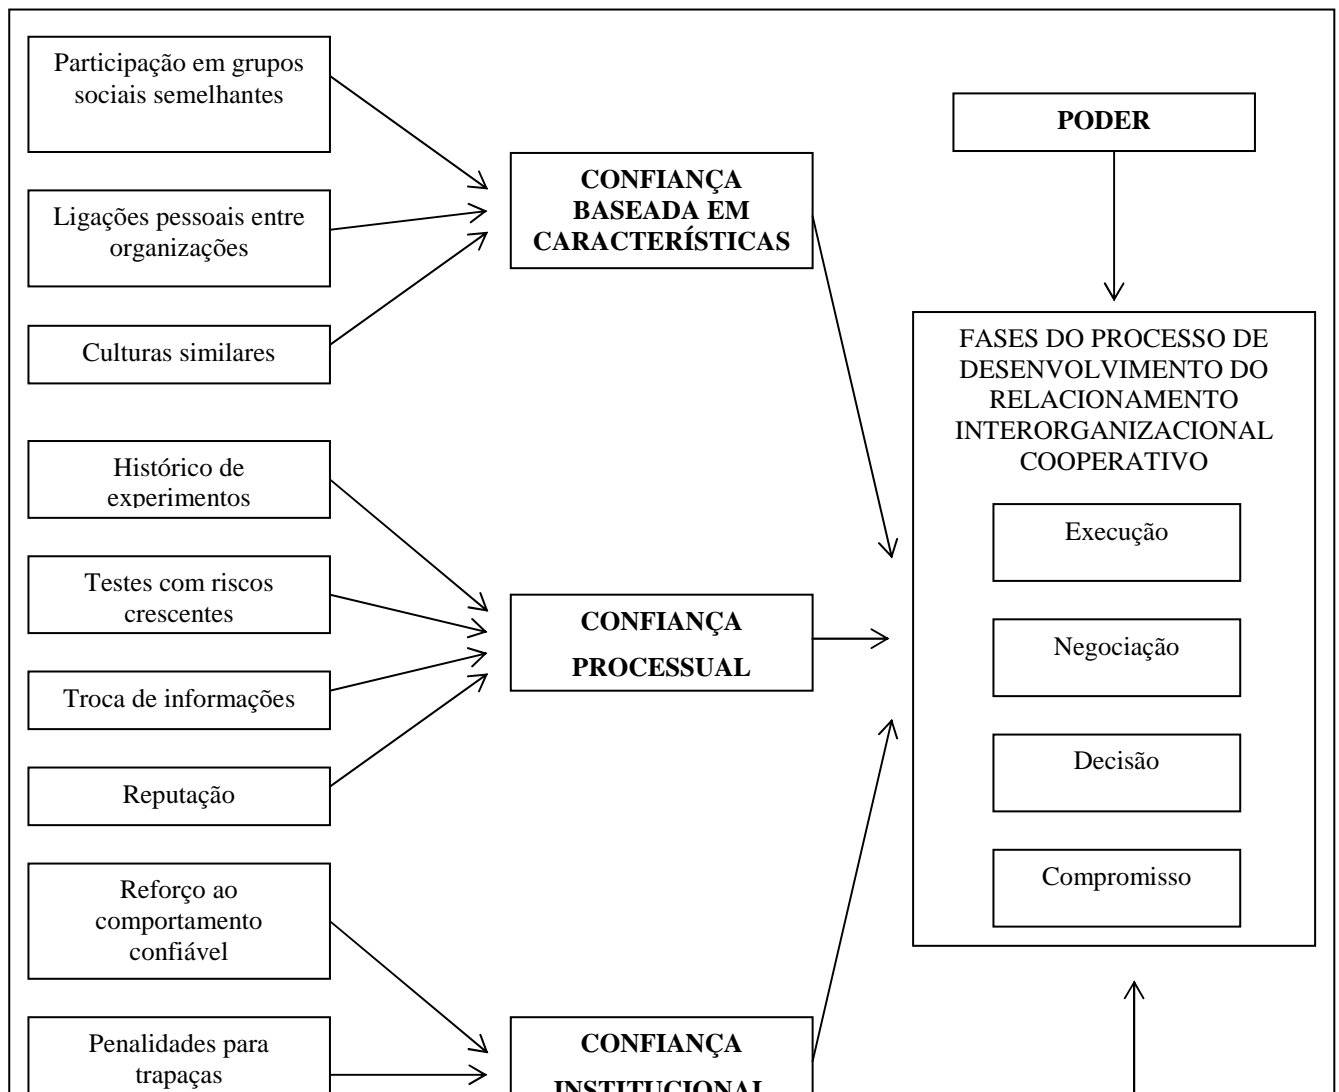 Participação em grupos
sociais semelhantes
Ligações pessoais entre
organizações
Culturas similares
Histórico de
experimentos
Testes com riscos
crescentes
Troca de informações
Reputação
Reforço ao
comportamento
confiável
Penalidades para
trapaças
CONFIANÇA
BASEADA EM
CARACTERÍSTICAS
CONFIANÇA
PROCESSUAL
CONFIANÇA
INSTITUCIONAL
PODER
FASES DO PROCESSO DE
DESENVOLVIMENTO DO
RELACIONAMENTO
INTERORGANIZACIONAL
COOPERATIVO
Execução
Negociação
Decisão
Compromisso